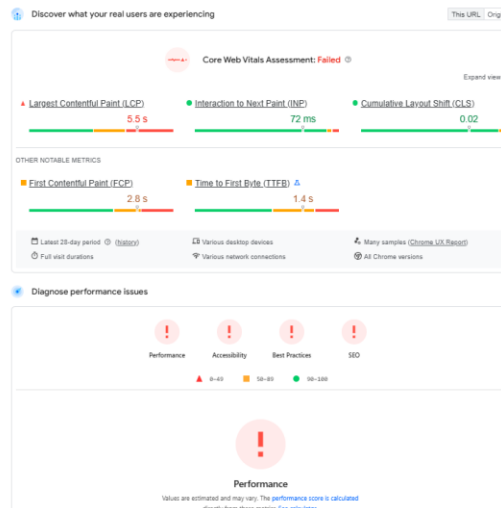 Discover what your real users are experiencing
This URL
Core Web Vitals Assessment: Failed
Expand view
Largest Contentful Paint (LCP)
5.5 s
Interaction to Next Paint (INP)
72 ms
Cumulative Layout Shift (CLS)
0.02
OTHER NOTABLE METRICS
First Contentful Paint (FCP)
2.8 s
Time to First Byte (TTFB)
1.4 s
Latest 28-day period (history)
Various desktop devices
Many samples (Chrome UX Report)
Full visit durations
Various network connections
All Chrome versions
Diagnose performance issues
Performance
Accessibility
Best Practices
SEO
0–49
50–89
90–100
Performance
Values are estimated and may vary. The performance score is calculated